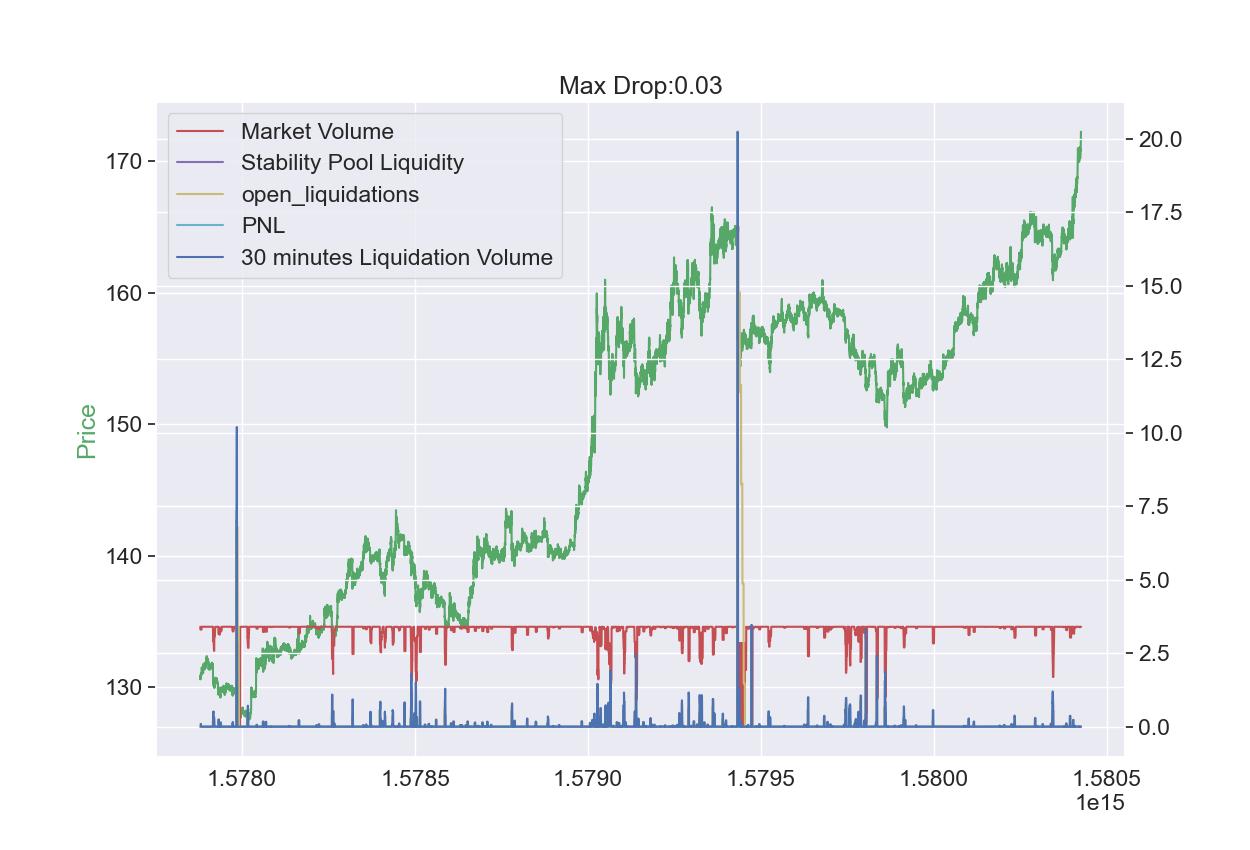 Max Drop:0.03
Market Volume
Stability Pool Liquidity
open_liquidations
PNL
30 minutes Liquidation Volume
Price
170
160
150
140
130
20.0
17.5
15.0
12.5
10.0
7.5
5.0
2.5
0.0
1.5780 1.5785 1.5790 1.5795 1.5800 1.5805
1e15